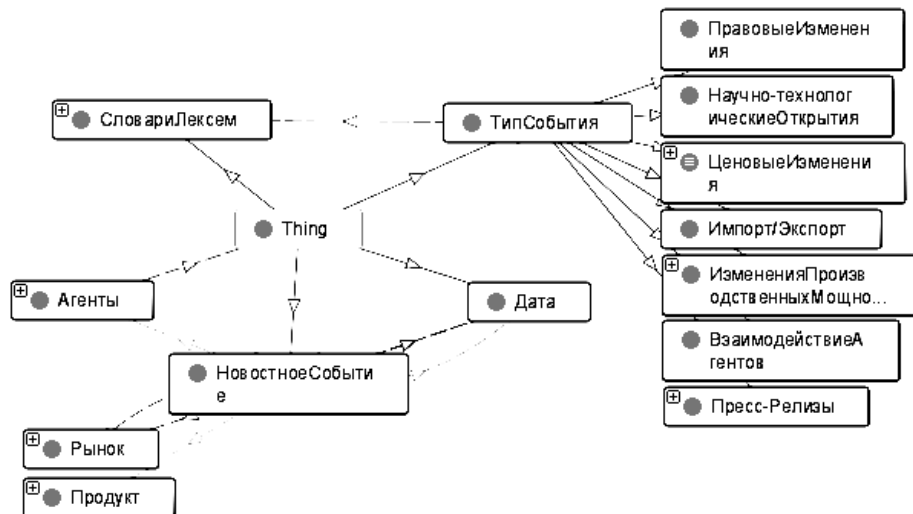 ПравовыеИзменен
ия
Научно-технолог
ическиеОткрытия
СловариЛексем
ТипСобытия
ЦеновыеИзменени
я
Thing
Импорт/Экспорт
ИзмененияПроизв
одственныхМощно...
Агенты
Дата
ВзаимодействиеА
гентов
НовостноеСобыти
е
Пресс-Релизы
Рынок
Продукт